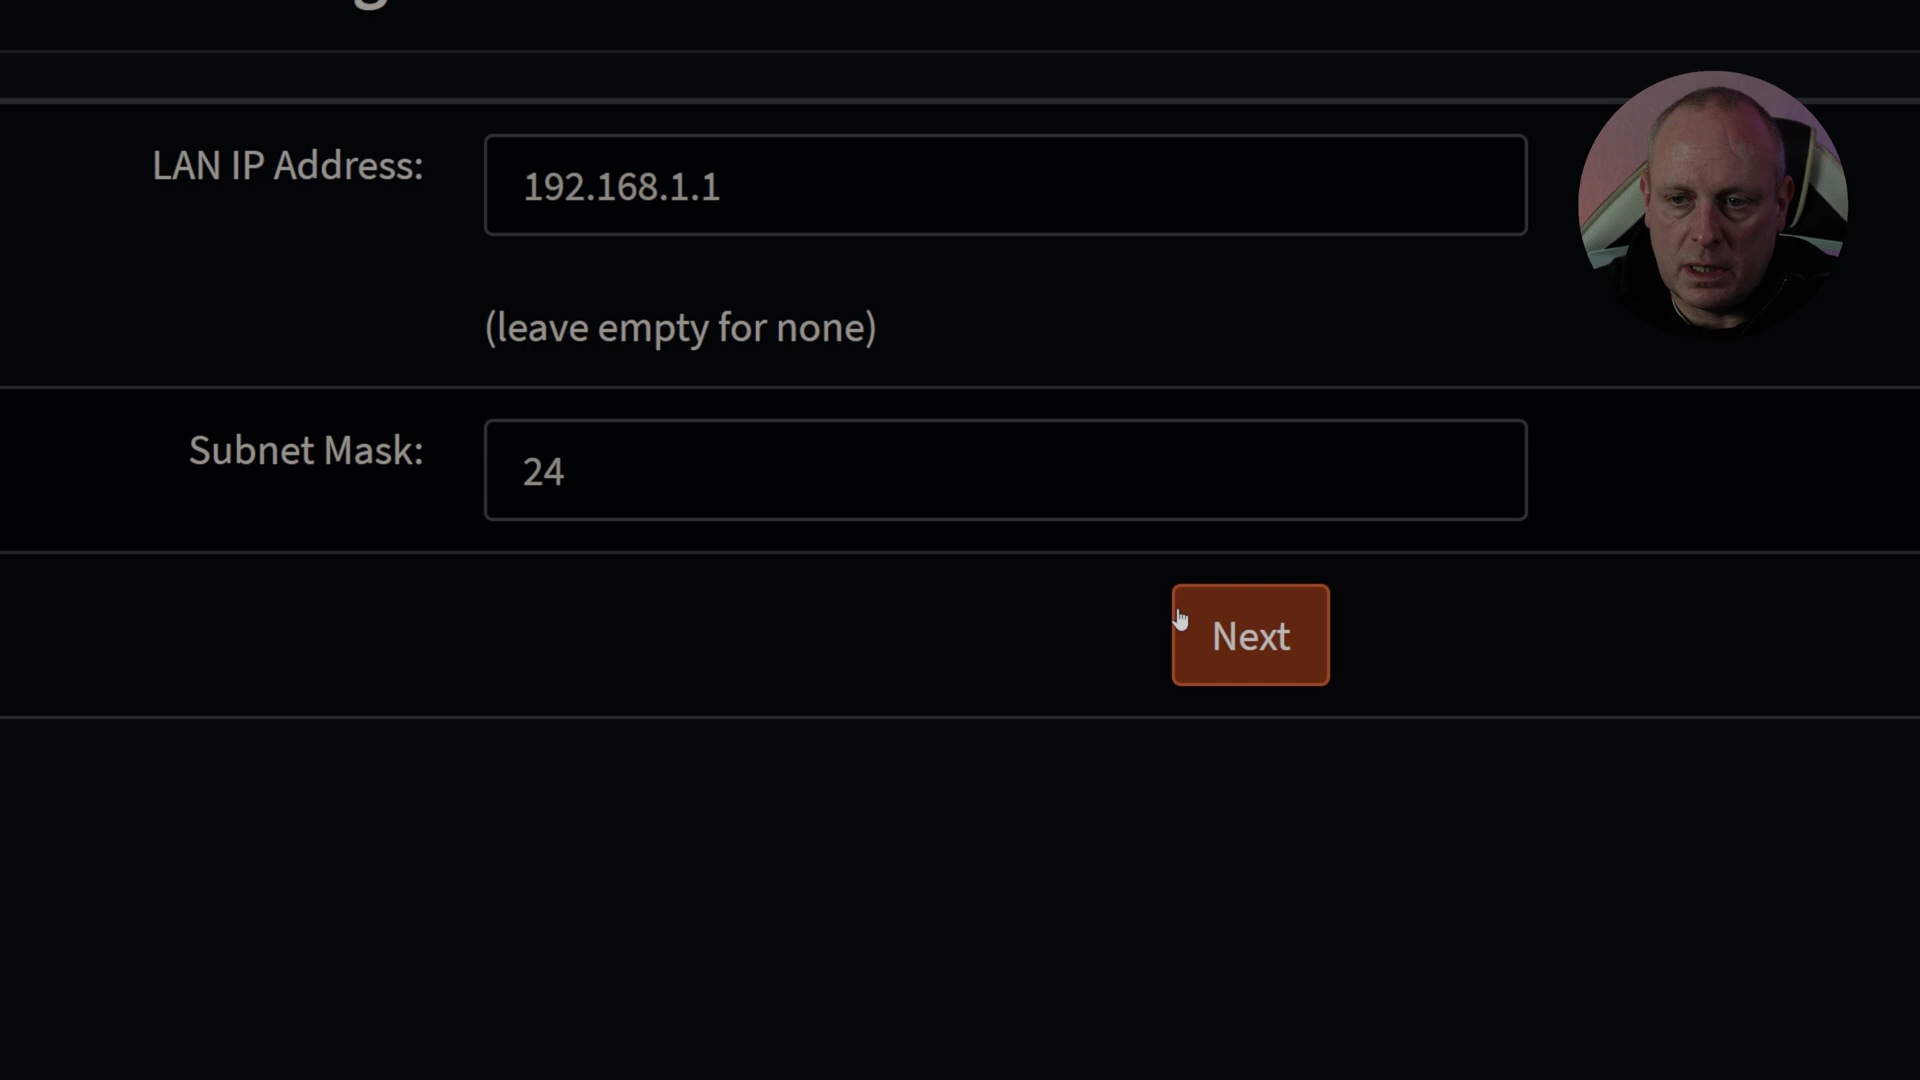 LAN IP Address:
192.168.1.1
(leave empty for none)
Subnet Mask:
24
Next